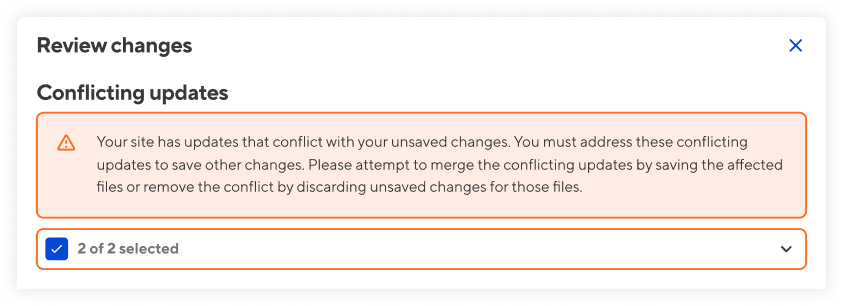 Review changes
Conflicting updates
Your site has updates that conflict with your unsaved changes. You must address these conflicting
updates to save other changes. Please attempt to merge the conflicting updates by saving the affected
files or remove the conflict by discarding unsaved changes for those files.
2 of 2 selected